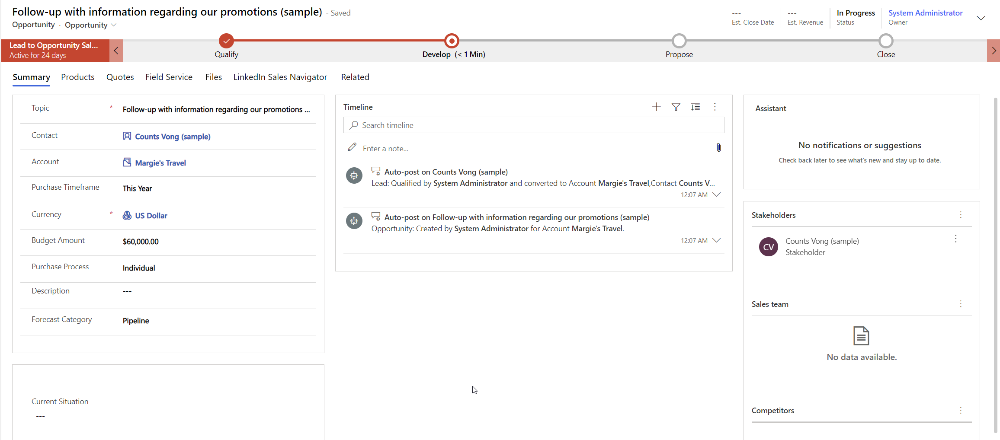 Follow-up with information regarding our promotions (sample) - Saved
Opportunity · Opportunity
---
Est. Close Date
---
Est. Revenue
In Progress
Status
System Administrator
Owner
Lead to Opportunity Sal...
Active for 24 days
Qualify
Develop (< 1 Min)
Propose
Close
Summary
Products
Quotes
Field Service
Files
LinkedIn Sales Navigator
Related
Topic * Follow-up with information regarding our promotions ...
Contact Counts Vong (sample)
Account Margie's Travel
Purchase Timeframe This Year
Currency * US Dollar
Budget Amount $60,000.00
Purchase Process Individual
Description ---
Forecast Category Pipeline
Current Situation
---
Timeline
Search timeline
Enter a note...
Auto-post on Counts Vong (sample)
Lead: Qualified by System Administrator and converted to Account Margie's Travel,Contact Counts V...
12:07 AM
Auto-post on Follow-up with information regarding our promotions (sample)
Opportunity: Created by System Administrator for Account Margie's Travel.
12:07 AM
Assistant
No notifications or suggestions
Check back later to see what's new and stay up to date.
Stakeholders
CV
Counts Vong (sample)
Stakeholder
Sales team
No data available.
Competitors